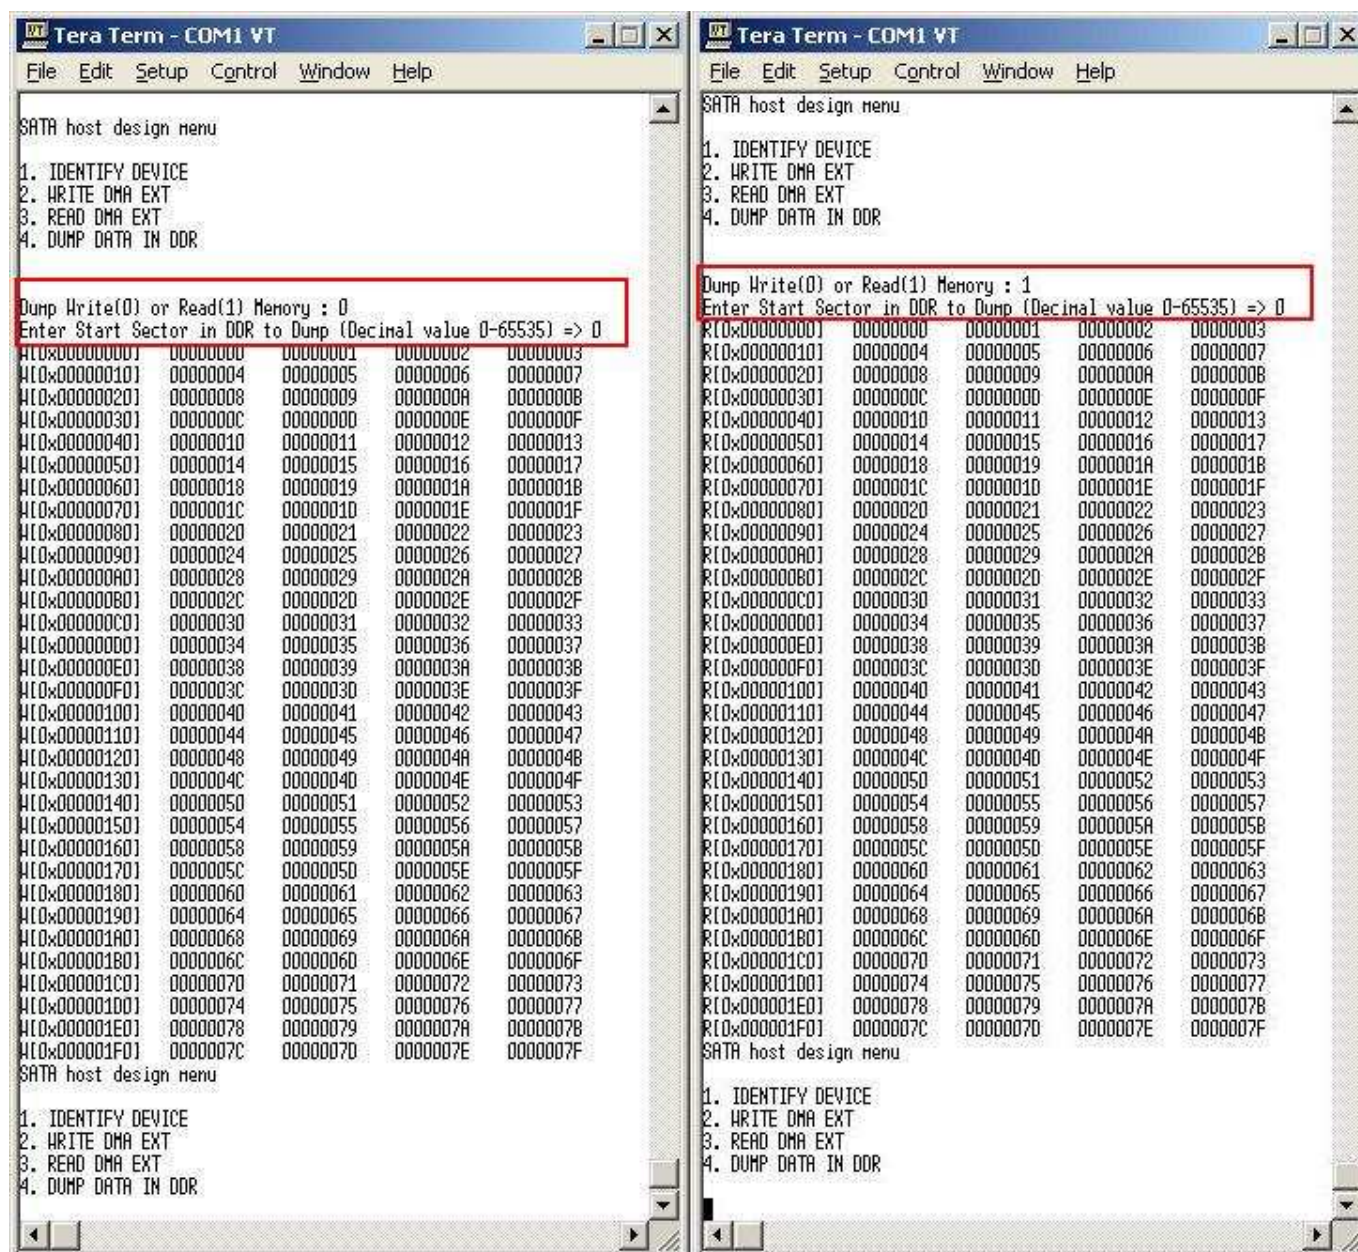 Tera Term - COM1 VT
File Edit Setup Control Window Help
SATA host design menu
1. IDENTIFY DEVICE
2. WRITE DMA EXT
3. READ DMA EXT
4. DUMP DATA IN DDR
Dump Write(0) or Read(1) Memory : 0
Enter Start Sector in DDR to Dump (Decimal value 0-65535) => 0
W[0x00000000] 00000000 00000001 00000002 00000003
W[0x00000010] 00000004 00000005 00000006 00000007
W[0x00000020] 00000008 00000009 0000000A 0000000B
W[0x00000030] 0000000C 0000000D 0000000E 0000000F
W[0x00000040] 00000010 00000011 00000012 00000013
W[0x00000050] 00000014 00000015 00000016 00000017
W[0x00000060] 00000018 00000019 0000001A 0000001B
W[0x00000070] 0000001C 0000001D 0000001E 0000001F
W[0x00000080] 00000020 00000021 00000022 00000023
W[0x00000090] 00000024 00000025 00000026 00000027
W[0x000000A0] 00000028 00000029 0000002A 0000002B
W[0x000000B0] 0000002C 0000002D 0000002E 0000002F
W[0x000000C0] 00000030 00000031 00000032 00000033
W[0x000000D0] 00000034 00000035 00000036 00000037
W[0x000000E0] 00000038 00000039 0000003A 0000003B
W[0x000000F0] 0000003C 0000003D 0000003E 0000003F
W[0x00000100] 00000040 00000041 00000042 00000043
W[0x00000110] 00000044 00000045 00000046 00000047
W[0x00000120] 00000048 00000049 0000004A 0000004B
W[0x00000130] 0000004C 0000004D 0000004E 0000004F
W[0x00000140] 00000050 00000051 00000052 00000053
W[0x00000150] 00000054 00000055 00000056 00000057
W[0x00000160] 00000058 00000059 0000005A 0000005B
W[0x00000170] 0000005C 0000005D 0000005E 0000005F
W[0x00000180] 00000060 00000061 00000062 00000063
W[0x00000190] 00000064 00000065 00000066 00000067
W[0x000001A0] 00000068 00000069 0000006A 0000006B
W[0x000001B0] 0000006C 0000006D 0000006E 0000006F
W[0x000001C0] 00000070 00000071 00000072 00000073
W[0x000001D0] 00000074 00000075 00000076 00000077
W[0x000001E0] 00000078 00000079 0000007A 0000007B
W[0x000001F0] 0000007C 0000007D 0000007E 0000007F
SATA host design menu
1. IDENTIFY DEVICE
2. WRITE DMA EXT
3. READ DMA EXT
4. DUMP DATA IN DDR
Tera Term - COM1 VT
File Edit Setup Control Window Help
SATA host design menu
1. IDENTIFY DEVICE
2. WRITE DMA EXT
3. READ DMA EXT
4. DUMP DATA IN DDR
Dump Write(0) or Read(1) Memory : 1
Enter Start Sector in DDR to Dump (Decimal value 0-65535) => 0
R[0x00000000] 00000000 00000001 00000002 00000003
R[0x00000010] 00000004 00000005 00000006 00000007
R[0x00000020] 00000008 00000009 0000000A 0000000B
R[0x00000030] 0000000C 0000000D 0000000E 0000000F
R[0x00000040] 00000010 00000011 00000012 00000013
R[0x00000050] 00000014 00000015 00000016 00000017
R[0x00000060] 00000018 00000019 0000001A 0000001B
R[0x00000070] 0000001C 0000001D 0000001E 0000001F
R[0x00000080] 00000020 00000021 00000022 00000023
R[0x00000090] 00000024 00000025 00000026 00000027
R[0x000000A0] 00000028 00000029 0000002A 0000002B
R[0x000000B0] 0000002C 0000002D 0000002E 0000002F
R[0x000000C0] 00000030 00000031 00000032 00000033
R[0x000000D0] 00000034 00000035 00000036 00000037
R[0x000000E0] 00000038 00000039 0000003A 0000003B
R[0x000000F0] 0000003C 0000003D 0000003E 0000003F
R[0x00000100] 00000040 00000041 00000042 00000043
R[0x00000110] 00000044 00000045 00000046 00000047
R[0x00000120] 00000048 00000049 0000004A 0000004B
R[0x00000130] 0000004C 0000004D 0000004E 0000004F
R[0x00000140] 00000050 00000051 00000052 00000053
R[0x00000150] 00000054 00000055 00000056 00000057
R[0x00000160] 00000058 00000059 0000005A 0000005B
R[0x00000170] 0000005C 0000005D 0000005E 0000005F
R[0x00000180] 00000060 00000061 00000062 00000063
R[0x00000190] 00000064 00000065 00000066 00000067
R[0x000001A0] 00000068 00000069 0000006A 0000006B
R[0x000001B0] 0000006C 0000006D 0000006E 0000006F
R[0x000001C0] 00000070 00000071 00000072 00000073
R[0x000001D0] 00000074 00000075 00000076 00000077
R[0x000001E0] 00000078 00000079 0000007A 0000007B
R[0x000001F0] 0000007C 0000007D 0000007E 0000007F
SATA host design menu
1. IDENTIFY DEVICE
2. WRITE DMA EXT
3. READ DMA EXT
4. DUMP DATA IN DDR